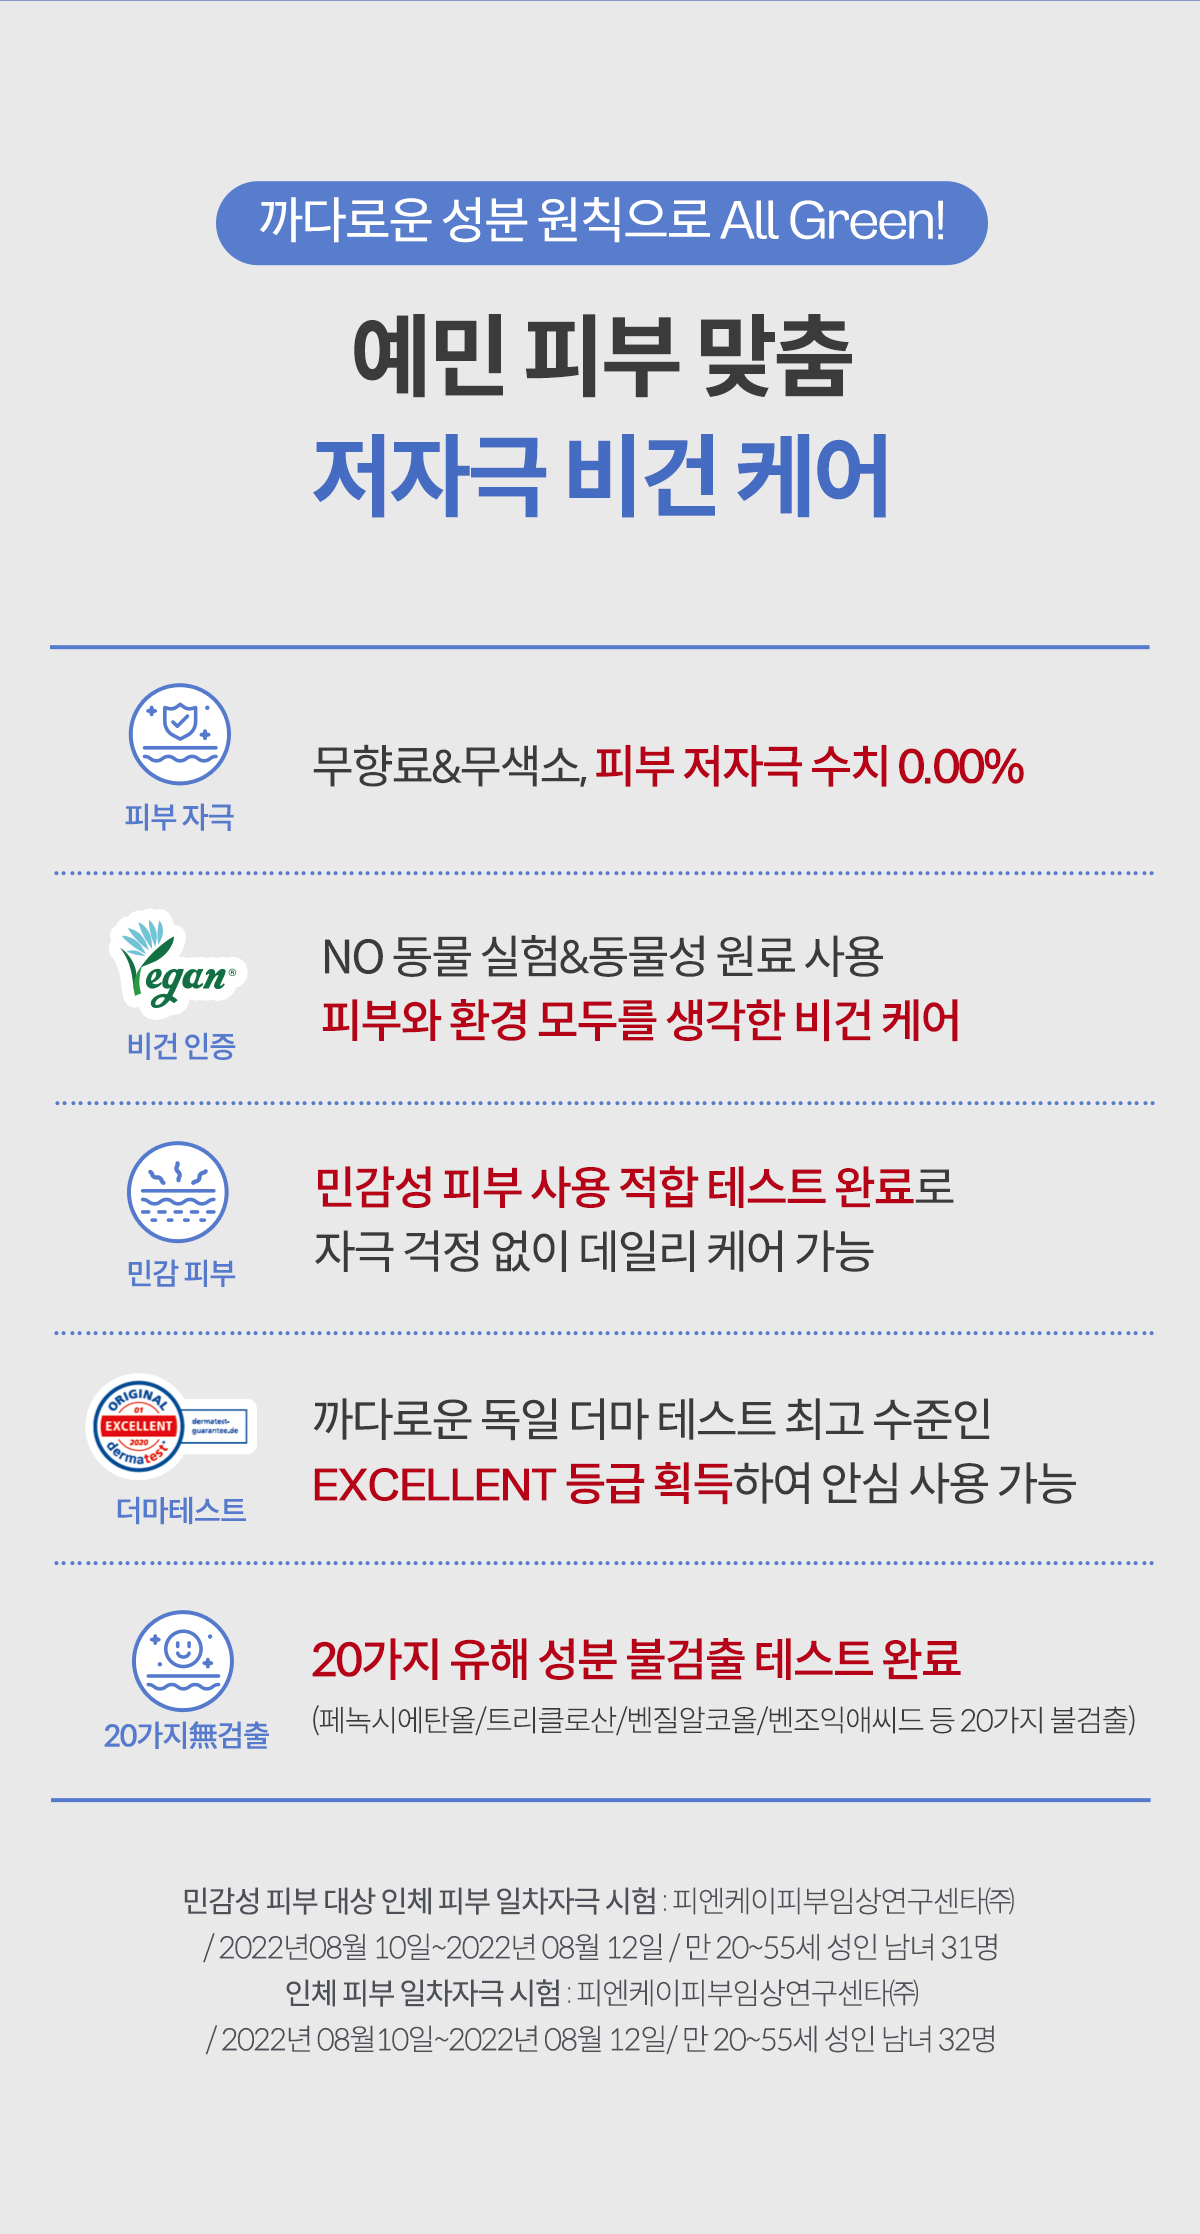 까다로운 성분 원칙으로 All Green!
예민 피부 맞춤
저자극 비건 케어
피부 자극
무향료&무색소, 피부 저자극 수치 0.00%
Vegan®
비건 인증
NO 동물 실험&동물성 원료 사용
피부와 환경 모두를 생각한 비건 케어
민감 피부
민감성 피부 사용 적합 테스트 완료로
자극 걱정 없이 데일리 케어 가능
ORIGINAL
01
EXCELLENT
2020
dermatest®
dermatest-
guarantee.de
더마테스트
까다로운 독일 더마 테스트 최고 수준인
EXCELLENT 등급 획득하여 안심 사용 가능
20가지無검출
20가지 유해 성분 불검출 테스트 완료
(페녹시에탄올/트리클로산/벤질알코올/벤조익애씨드 등 20가지 불검출)
민감성 피부 대상 인체 피부 일차자극 시험 : 피엔케이피부임상연구센타㈜
/ 2022년08월 10일~2022년 08월 12일 / 만 20~55세 성인 남녀 31명
인체 피부 일차자극 시험 : 피엔케이피부임상연구센타㈜
/ 2022년 08월10일~2022년 08월 12일/ 만 20~55세 성인 남녀 32명